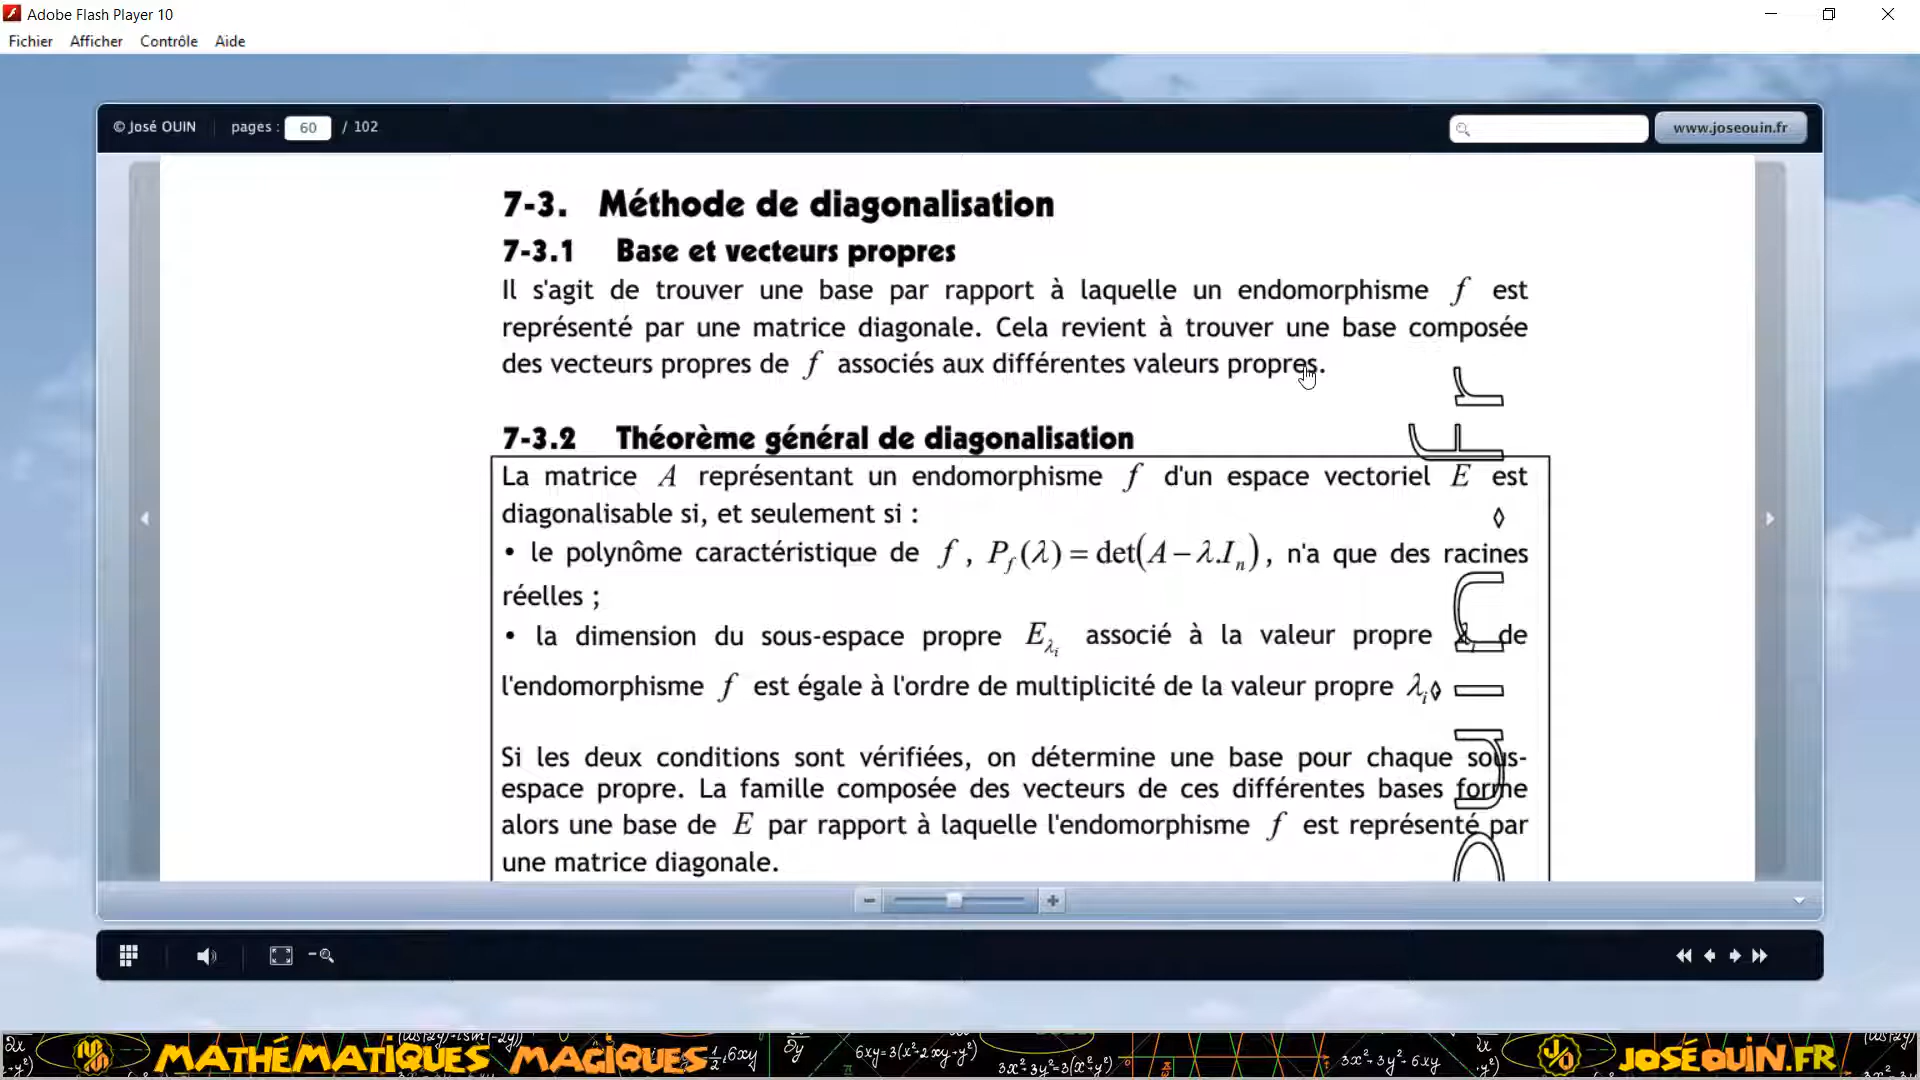 Adobe Flash Player 10
Fichier Afficher Contrôle Aide
© José OUIN pages : 60 / 102 www.joseouin.fr
7-3. Méthode de diagonalisation
7-3.1 Base et vecteurs propres
Il s'agit de trouver une base par rapport à laquelle un endomorphisme f est
représenté par une matrice diagonale. Cela revient à trouver une base composée
des vecteurs propres de f associés aux différentes valeurs propres.
7-3.2 Théorème général de diagonalisation
La matrice A représentant un endomorphisme f d'un espace vectoriel E est
diagonalisable si, et seulement si :
• le polynôme caractéristique de f , P_f(λ) = det(A − λ.I_n), n'a que des racines
réelles ;
• la dimension du sous-espace propre E_{λ_i} associé à la valeur propre λ_i de
l'endomorphisme f est égale à l'ordre de multiplicité de la valeur propre λ_i◊
Si les deux conditions sont vérifiées, on détermine une base pour chaque sous-
espace propre. La famille composée des vecteurs de ces différentes bases forme
alors une base de E par rapport à laquelle l'endomorphisme f est représenté par
une matrice diagonale.
MATHÉMATIQUES MAGIQUES JOSÉOUIN.FR